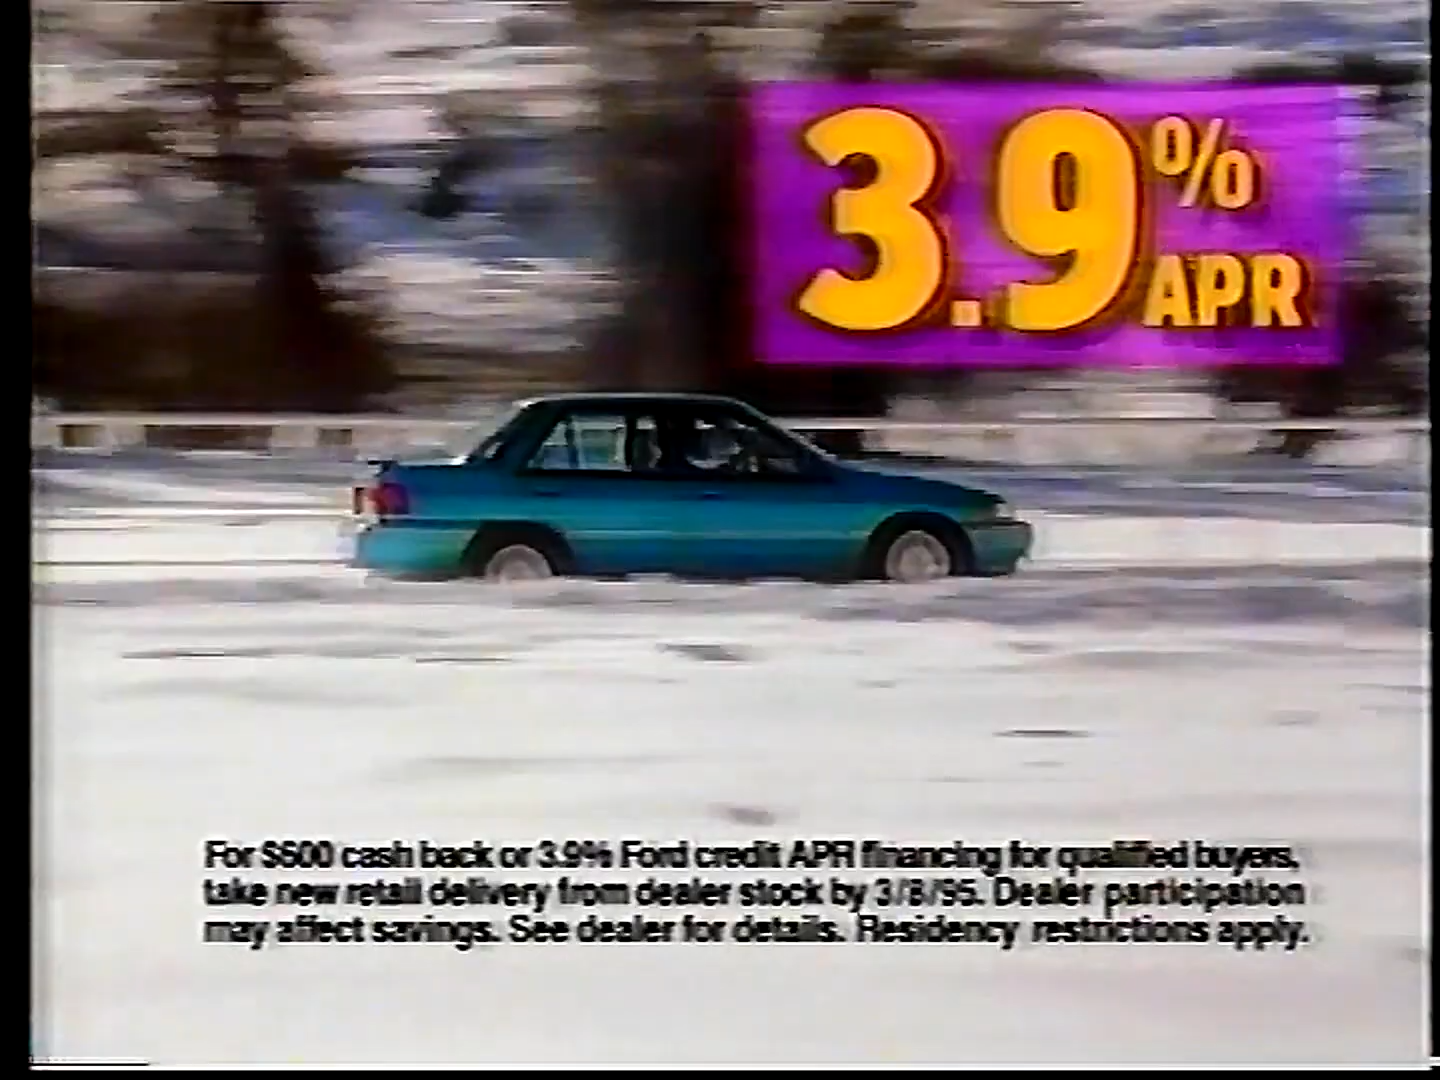 3.9%
APR
For $500 cash back or 3.9% Ford credit APR financing for qualified buyers,
take new retail delivery from dealer stock by 3/8/95. Dealer participation
may affect savings. See dealer for details. Residency restrictions apply.